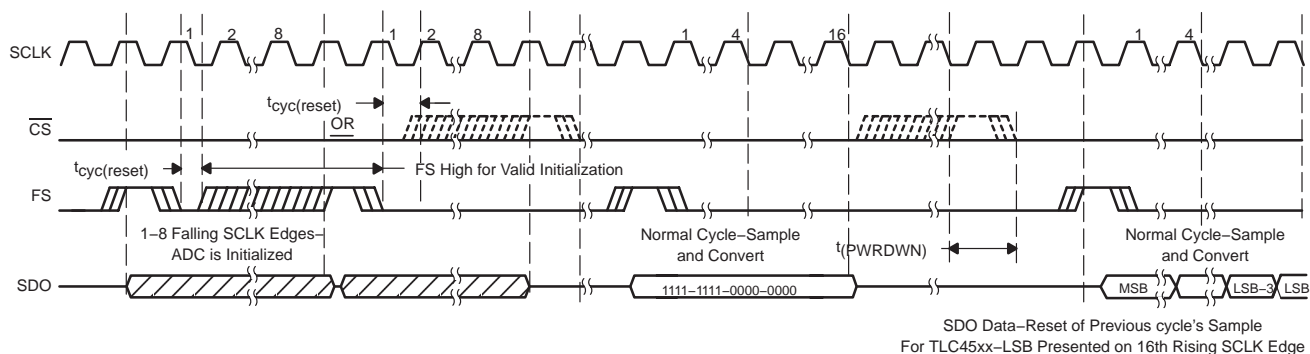 1 2 8 1 2 8 1 4 16 1 4
SCLK
tcyc(reset)
CS
OR
tcyc(reset)
FS High for Valid Initialization
FS
1–8 Falling SCLK Edges–
ADC is Initialized
Normal Cycle–Sample
and Convert
t(PWRDWN)
Normal Cycle–Sample
and Convert
SDO
1111–1111–0000–0000
MSB
LSB–3
LSB
SDO Data–Reset of Previous cycle's Sample
For TLC45xx–LSB Presented on 16th Rising SCLK Edge